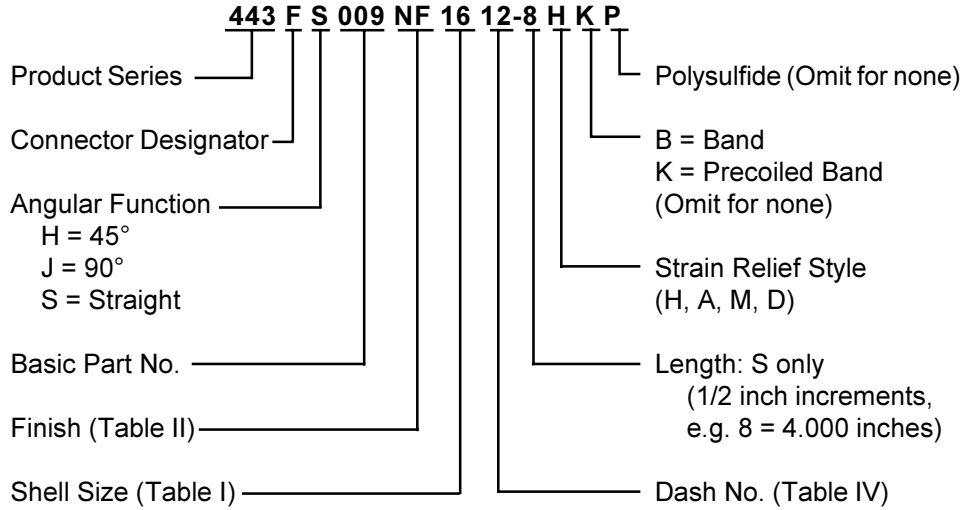 443 F S 009 NF 16 12-8 H K P
Product Series
Connector Designator
Angular Function
H = 45°
J = 90°
S = Straight
Basic Part No.
Finish (Table II)
Shell Size (Table I)
Polysulfide (Omit for none)
B = Band
K = Precoiled Band
(Omit for none)
Strain Relief Style
(H, A, M, D)
Length: S only
(1/2 inch increments,
e.g. 8 = 4.000 inches)
Dash No. (Table IV)